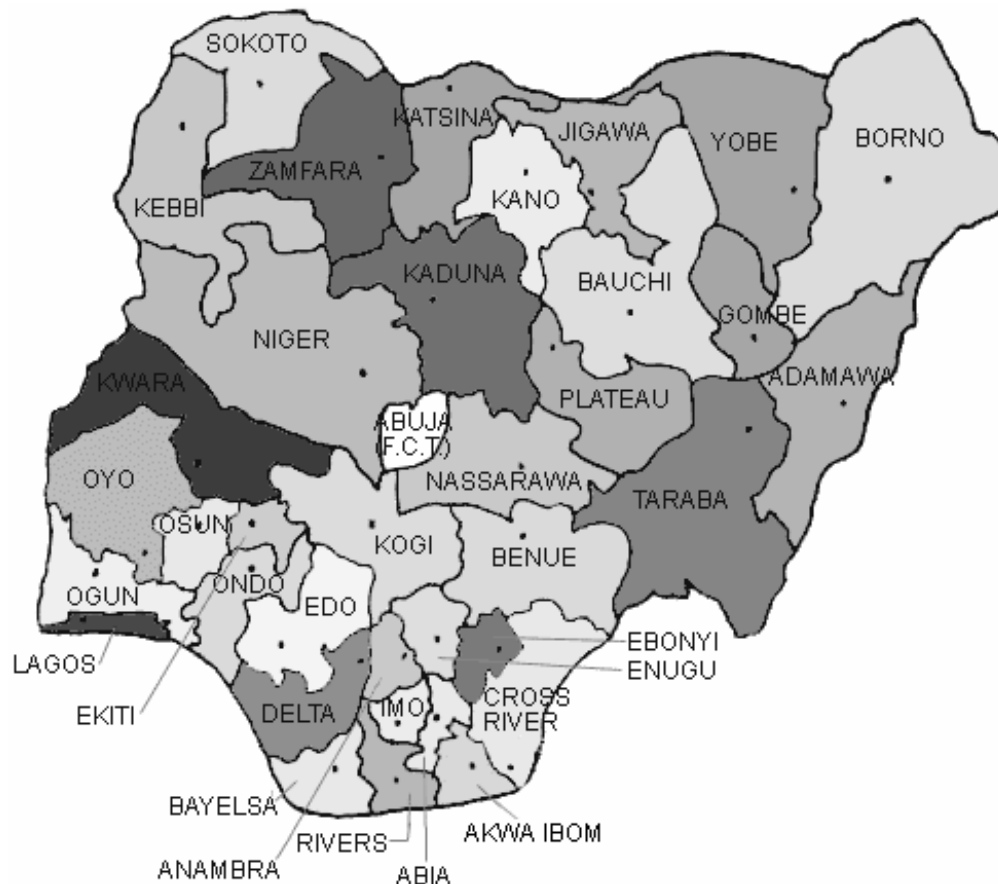 SOKOTO
KATSINA
JIGAWA
YOBE
BORNO
ZAMFARA
KANO
KEBBI
KADUNA
BAUCHI
GOMBE
NIGER
KWARA
ADAMAWA
PLATEAU
ABUJA
(F.C.T.)
OYO
NASSARAWA
TARABA
OSUN
KOGI
BENUE
OGUN
ONDO
EDO
EBONYI
LAGOS
ENUGU
EKITI
DELTA
IMO
CROSS
RIVER
BAYELSA
RIVERS
AKWA IBOM
ANAMBRA
ABIA